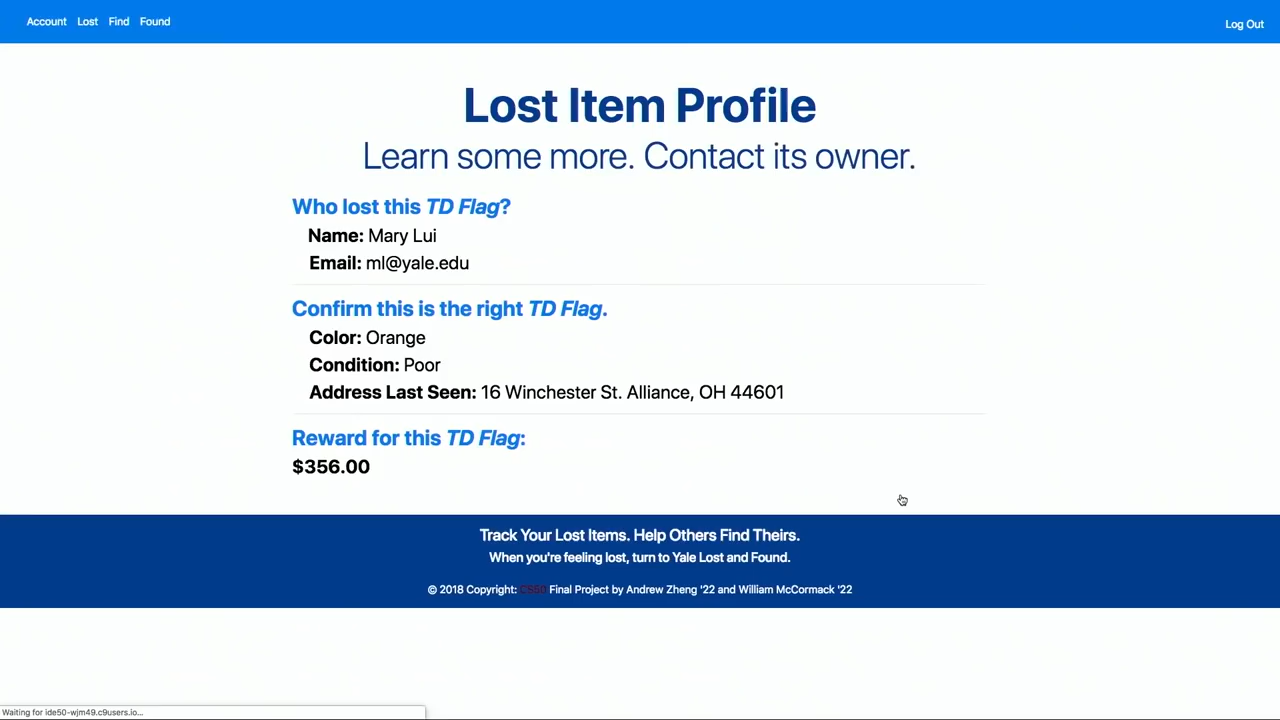 Account Lost Find Found Log Out
Lost Item Profile
Learn some more. Contact its owner.
Who lost this TD Flag?
Name: Mary Lui
Email: ml@yale.edu
Confirm this is the right TD Flag.
Color: Orange
Condition: Poor
Address Last Seen: 16 Winchester St. Alliance, OH 44601
Reward for this TD Flag:
$356.00
Track Your Lost Items. Help Others Find Theirs.
When you're feeling lost, turn to Yale Lost and Found.
© 2018 Copyright: CS50 Final Project by Andrew Zheng '22 and William McCormack '22
Waiting for ide50-wjm49.c9users.io...